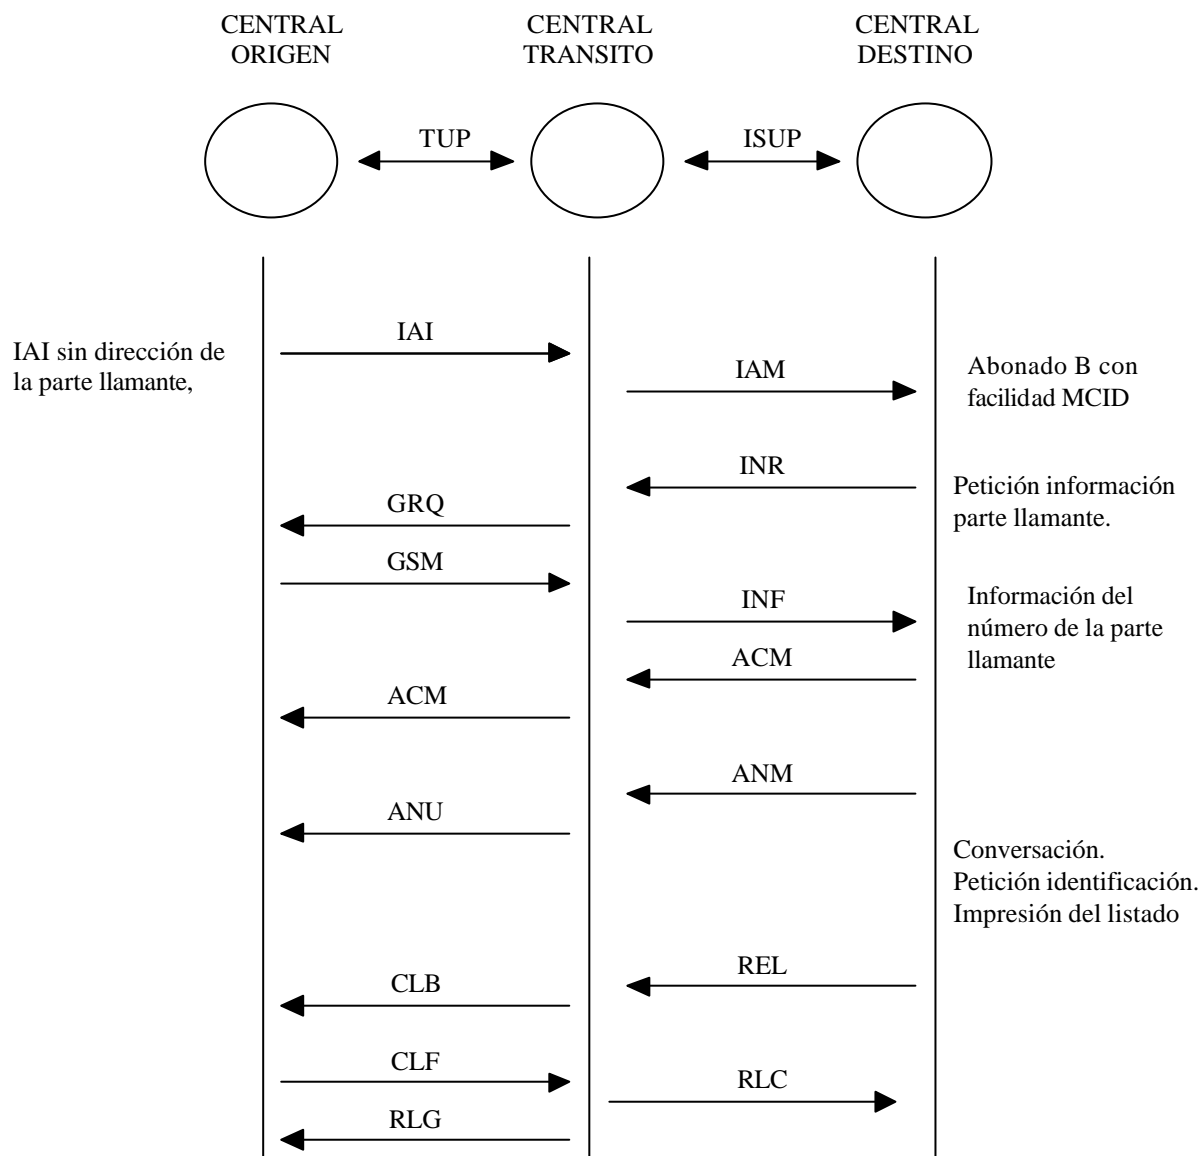 CENTRAL
ORIGEN
CENTRAL
TRANSITO
CENTRAL
DESTINO
TUP
ISUP
IAI
IAI sin dirección de
la parte llamante,
IAM
Abonado B con
facilidad MCID
INR
Petición información
parte llamante.
GRQ
GSM
INF
Información del
número de la parte
llamante
ACM
ACM
ANM
ANU
Conversación.
Petición identificación.
Impresión del listado
REL
CLB
CLF
RLC
RLG